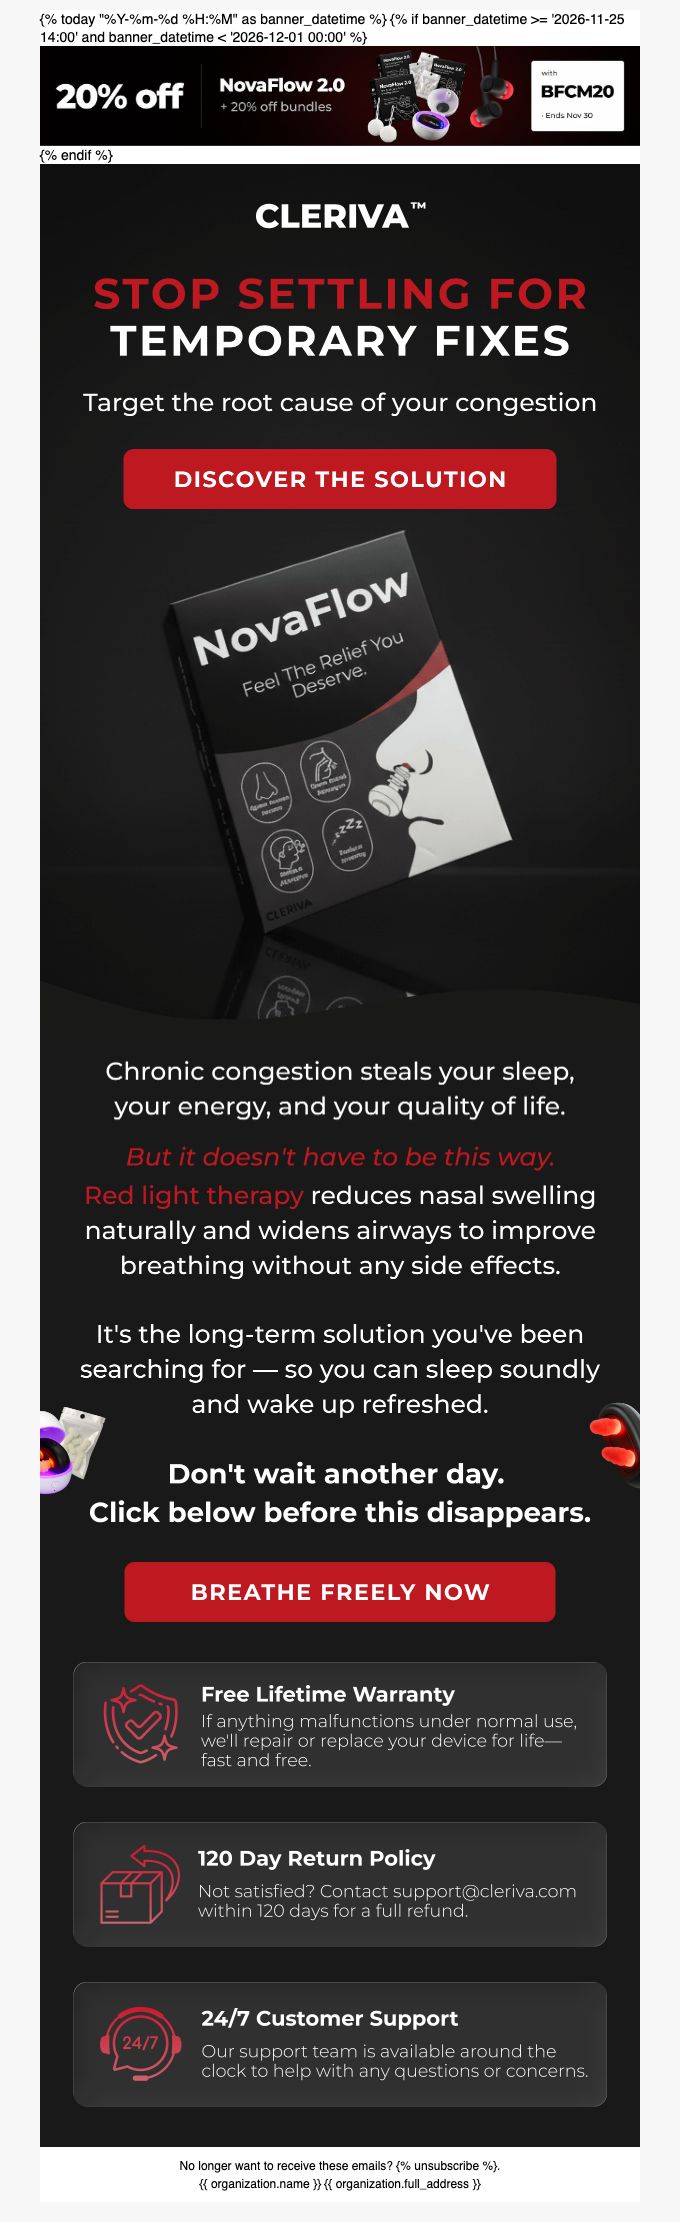 {% today "%Y-%m-%d %H:%M" as banner_datetime %} {% if banner_datetime >= '2026-11-25
14:00' and banner_datetime < '2026-12-01 00:00' %}
20% off
NovaFlow 2.0
+ 20% off bundles
with
BFCM20
· Ends Nov 30
{% endif %}
CLERIVA™
STOP SETTLING FOR
TEMPORARY FIXES
Target the root cause of your congestion
DISCOVER THE SOLUTION
NovaFlow
Feel The Relief You
Deserve.
CLERIVA
Chronic congestion steals your sleep,
your energy, and your quality of life.
But it doesn't have to be this way.
Red light therapy reduces nasal swelling
naturally and widens airways to improve
breathing without any side effects.
It's the long-term solution you've been
searching for — so you can sleep soundly
and wake up refreshed.
Don't wait another day.
Click below before this disappears.
BREATHE FREELY NOW
Free Lifetime Warranty
If anything malfunctions under normal use,
we'll repair or replace your device for life—
fast and free.
120 Day Return Policy
Not satisfied? Contact support@cleriva.com
within 120 days for a full refund.
24/7
24/7 Customer Support
Our support team is available around the
clock to help with any questions or concerns.
No longer want to receive these emails? {% unsubscribe %}.
{{ organization.name }} {{ organization.full_address }}